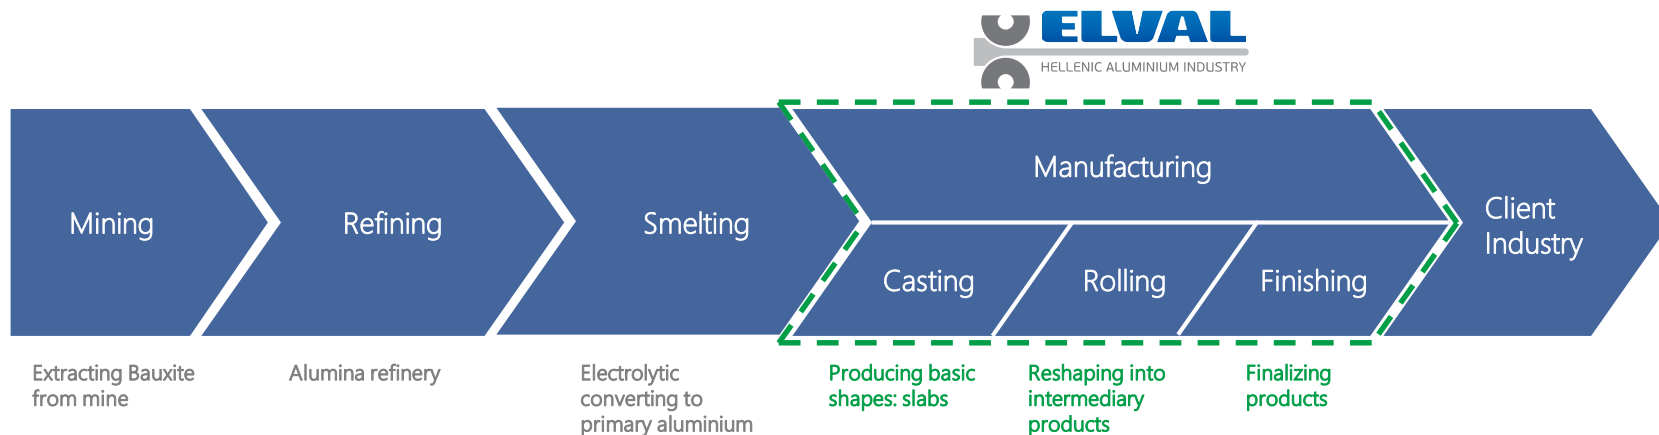 ELVAL
HELLENIC ALUMINIUM INDUSTRY
Mining
Refining
Smelting
Manufacturing
Casting
Rolling
Finishing
Client
Industry
Extracting Bauxite
from mine
Alumina refinery
Electrolytic
converting to
primary aluminium
Producing basic
shapes: slabs
Reshaping into
intermediary
products
Finalizing
products